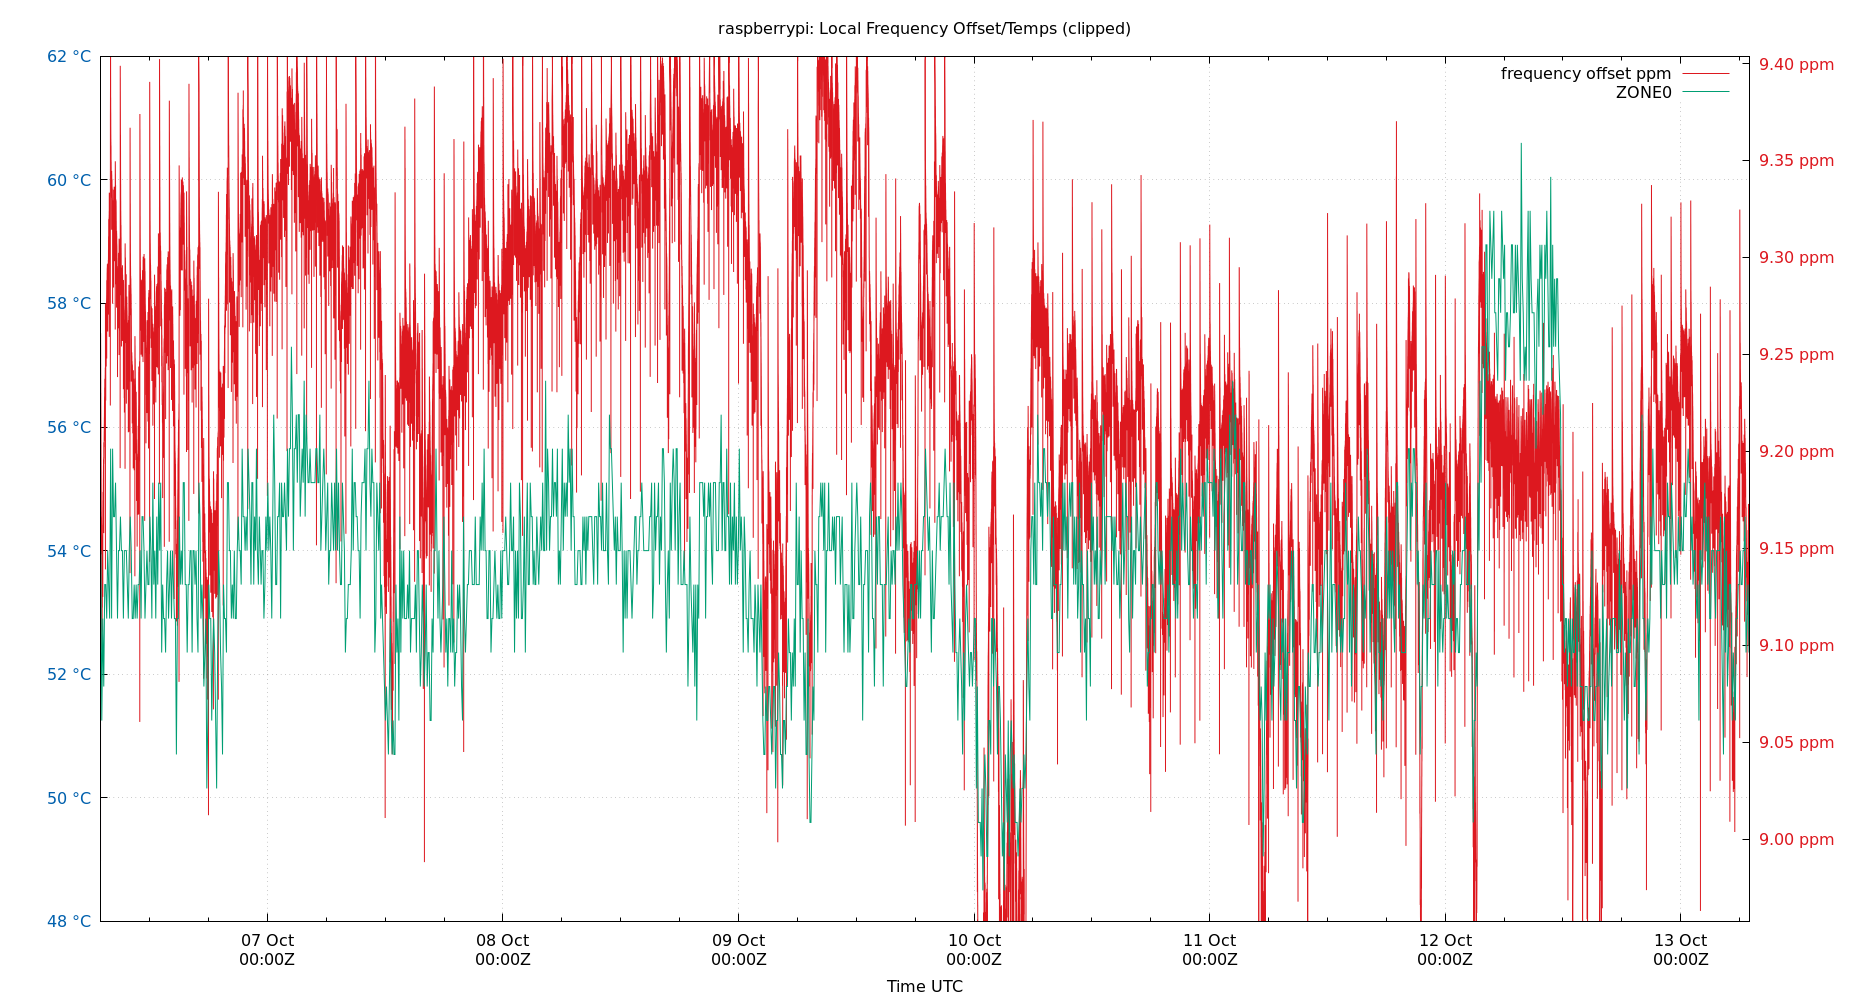 raspberrypi: Local Frequency Offset/Temps (clipped)
62 °C
60 °C
58 °C
56 °C
54 °C
52 °C
50 °C
48 °C
9.40 ppm
9.35 ppm
9.30 ppm
9.25 ppm
9.20 ppm
9.15 ppm
9.10 ppm
9.05 ppm
9.00 ppm
frequency offset ppm
ZONE0
07 Oct
00:00Z
08 Oct
00:00Z
09 Oct
00:00Z
10 Oct
00:00Z
11 Oct
00:00Z
12 Oct
00:00Z
13 Oct
00:00Z
Time UTC